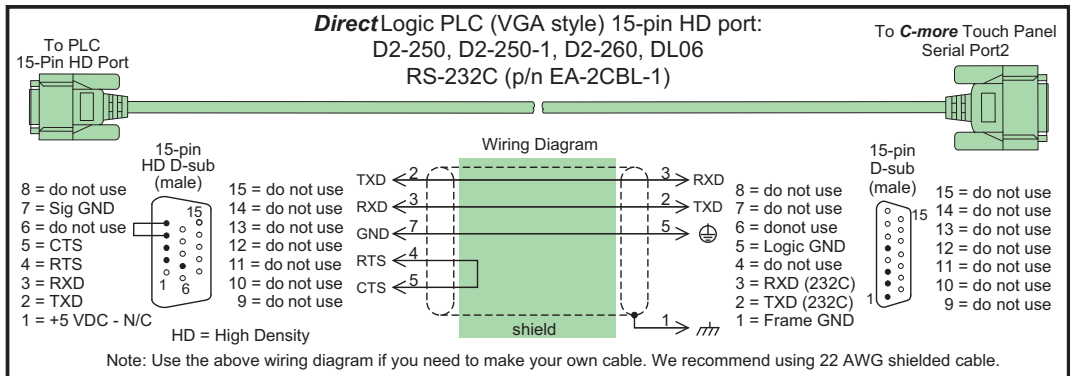 DirectLogic PLC (VGA style) 15-pin HD port:
D2-250, D2-250-1, D2-260, DL06
RS-232C (p/n EA-2CBL-1)
To PLC
15-Pin HD Port
To C-more Touch Panel
Serial Port2
15-pin
HD D-sub
(male)
8 = do not use
7 = Sig GND
6 = do not use
5 = CTS
4 = RTS
3 = RXD
2 = TXD
1 = +5 VDC - N/C
15
1
6
HD = High Density
15 = do not use
14 = do not use
13 = do not use
12 = do not use
11 = do not use
10 = do not use
9 = do not use
Wiring Diagram
TXD 2 3 RXD
RXD 3 2 TXD
GND 7 5
RTS 4
CTS 5
1
shield
8 = do not use
7 = do not use
6 = donot use
5 = Logic GND
4 = do not use
3 = RXD (232C)
2 = TXD (232C)
1 = Frame GND
15-pin
D-sub
(male)
15
1
15 = do not use
14 = do not use
13 = do not use
12 = do not use
11 = do not use
10 = do not use
9 = do not use
Note: Use the above wiring diagram if you need to make your own cable. We recommend using 22 AWG shielded cable.